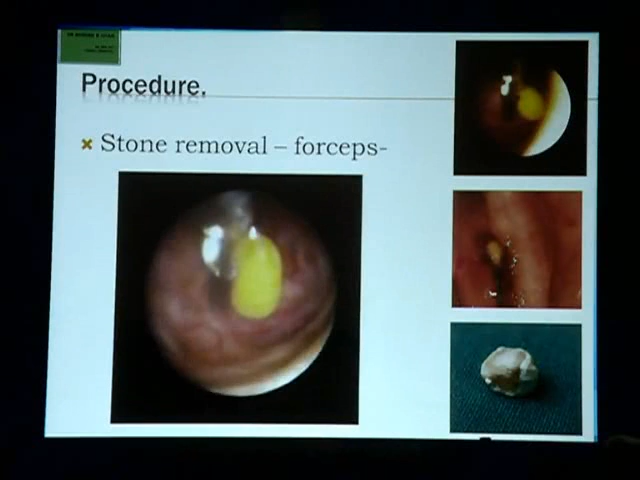 Procedure.
Stone removal – forceps-